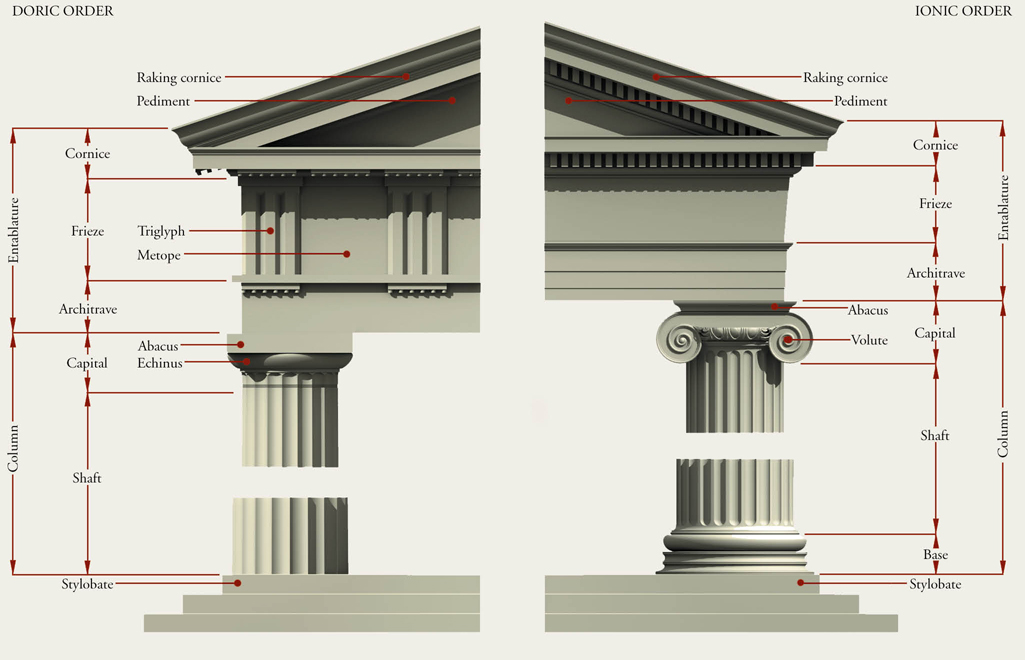 DORIC ORDER
Raking cornice
Pediment
Cornice
Entablature
Frieze
Triglyph
Metope
Architrave
Abacus
Echinus
Capital
Column
Shaft
Stylobate
IONIC ORDER
Raking cornice
Pediment
Cornice
Entablature
Frieze
Architrave
Abacus
Capital
Volute
Column
Shaft
Base
Stylobate